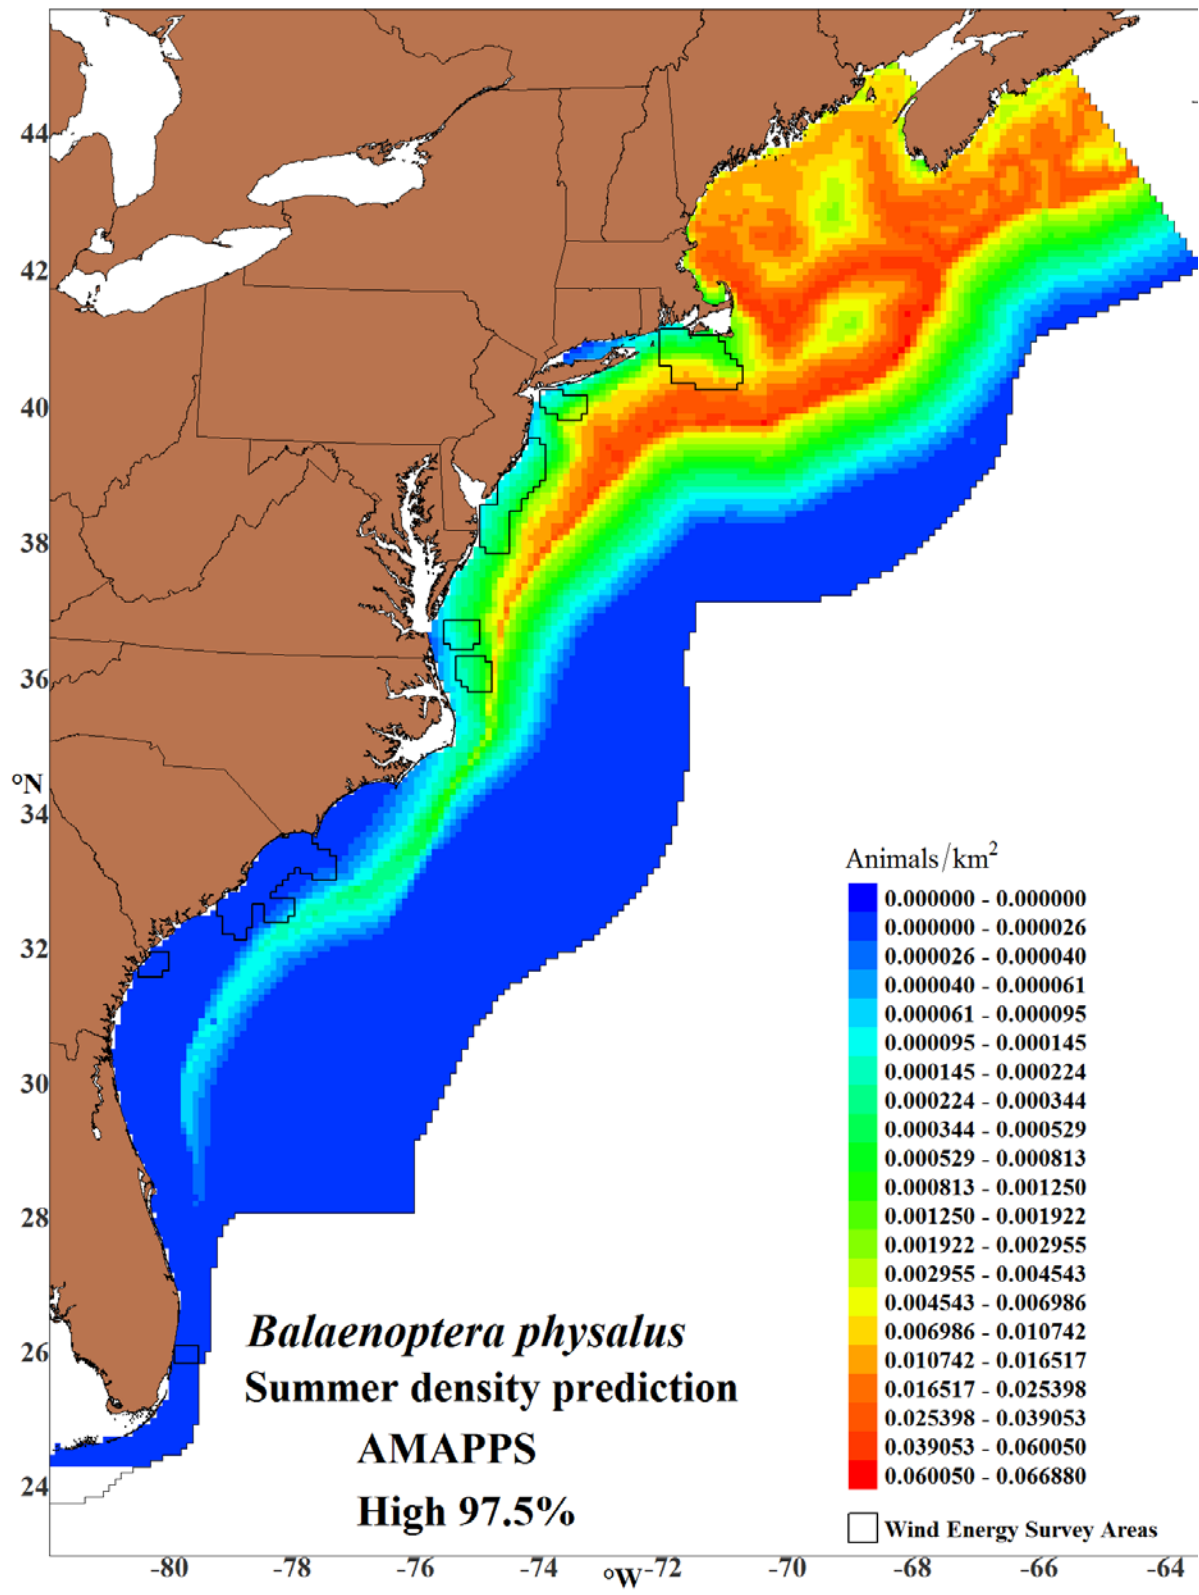 44
42
40
38
36
°N
34
32
30
28
26
24
Animals/km²
0.000000 - 0.000000
0.000000 - 0.000026
0.000026 - 0.000040
0.000040 - 0.000061
0.000061 - 0.000095
0.000095 - 0.000145
0.000145 - 0.000224
0.000224 - 0.000344
0.000344 - 0.000529
0.000529 - 0.000813
0.000813 - 0.001250
0.001250 - 0.001922
0.001922 - 0.002955
0.002955 - 0.004543
0.004543 - 0.006986
0.006986 - 0.010742
0.010742 - 0.016517
0.016517 - 0.025398
0.025398 - 0.039053
0.039053 - 0.060050
0.060050 - 0.066880
Wind Energy Survey Areas
Balaenoptera physalus
Summer density prediction
AMAPPS
High 97.5%
-80 -78 -76 -74 °W -72 -70 -68 -66 -64